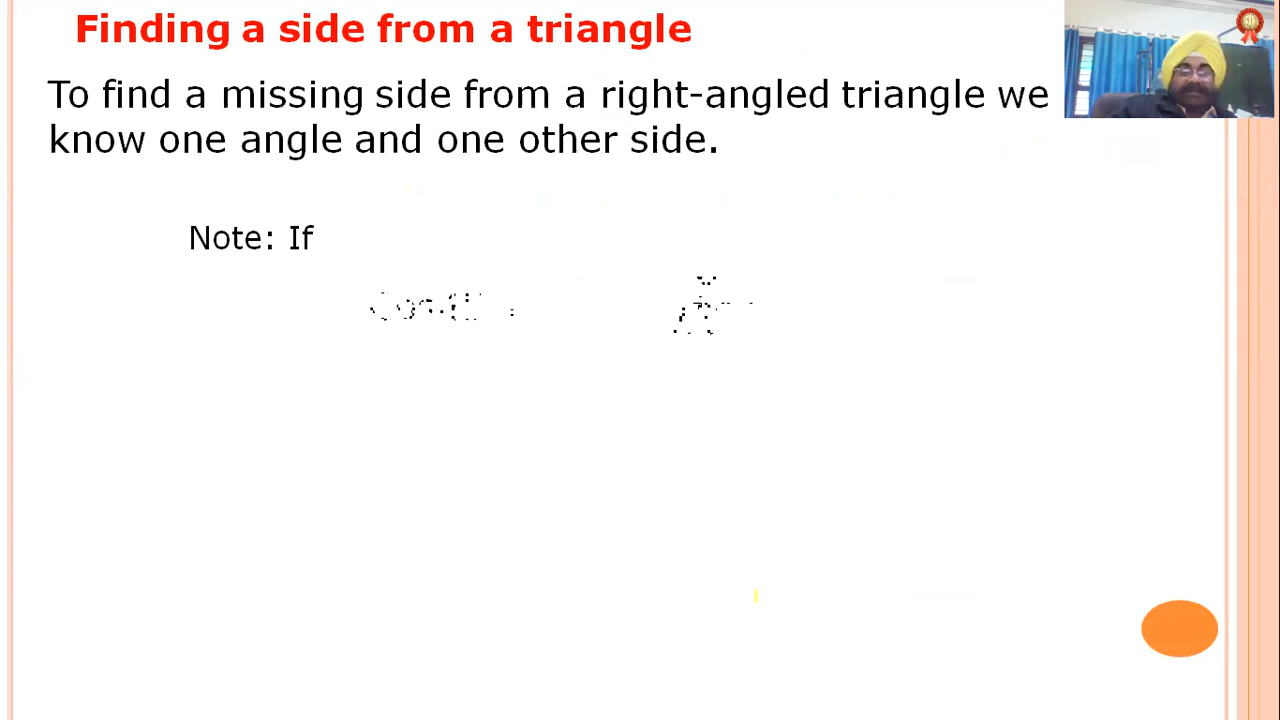 Finding a side from a triangle
To find a missing side from a right-angled triangle we
know one angle and one other side.
Note: If